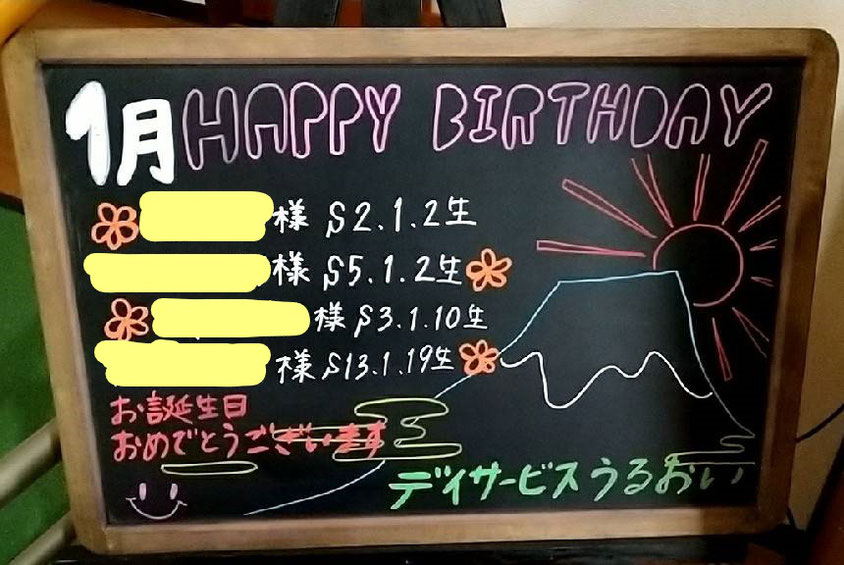 1月 HAPPY BIRTHDAY
様 S2.1.2生
様 S5.1.2生
様 S3.1.10生
様 S13.1.19生
お誕生日
おめでとうございます
デイサービスうるおい